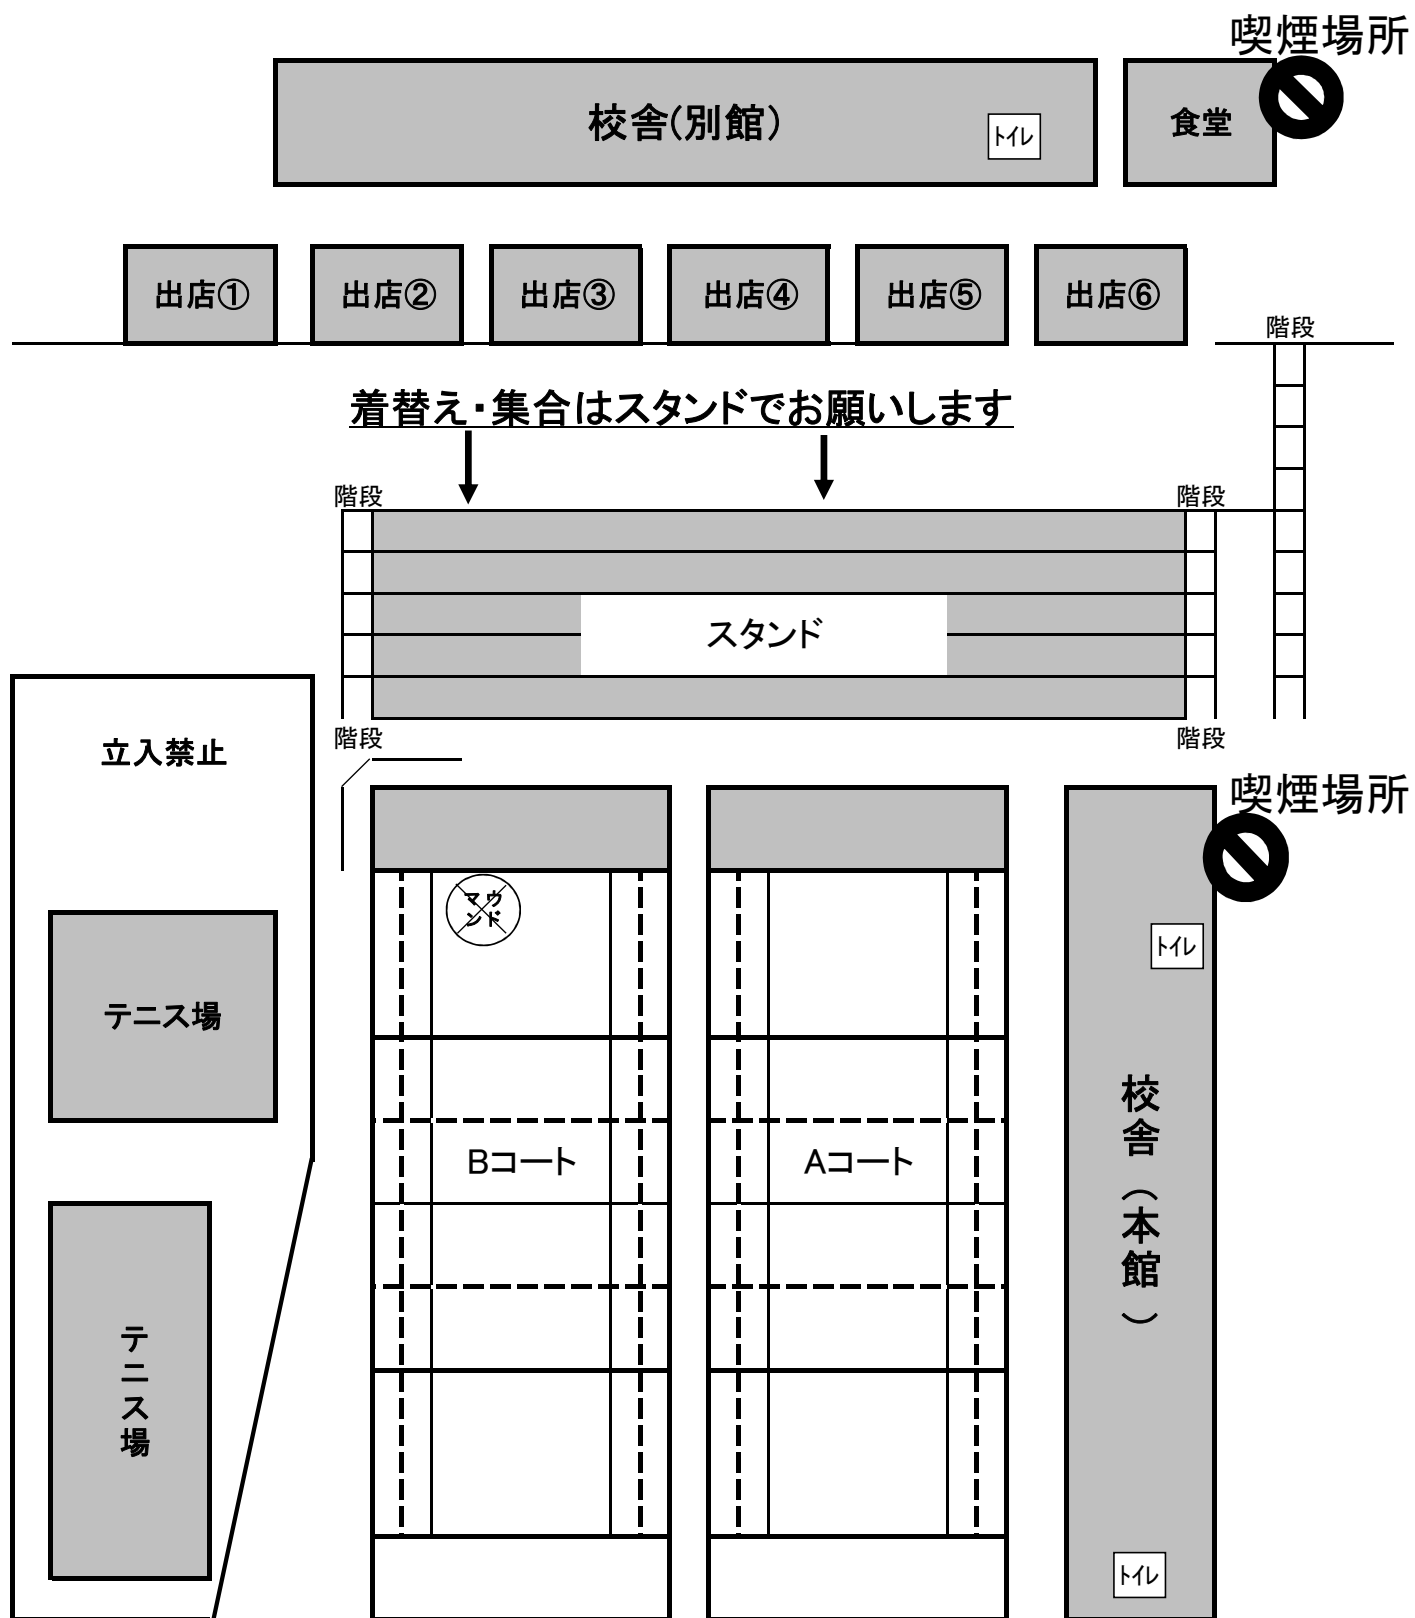 喫煙場所
校舎(別館)
トイレ
食堂
出店①
出店②
出店③
出店④
出店⑤
出店⑥
階段
着替え・集合はスタンドでお願いします
階段
階段
スタンド
階段
階段
立入禁止
喫煙場所
マウ
ンド
トイレ
テニス場
校舎(本館)
Bコート
Aコート
テニス場
トイレ